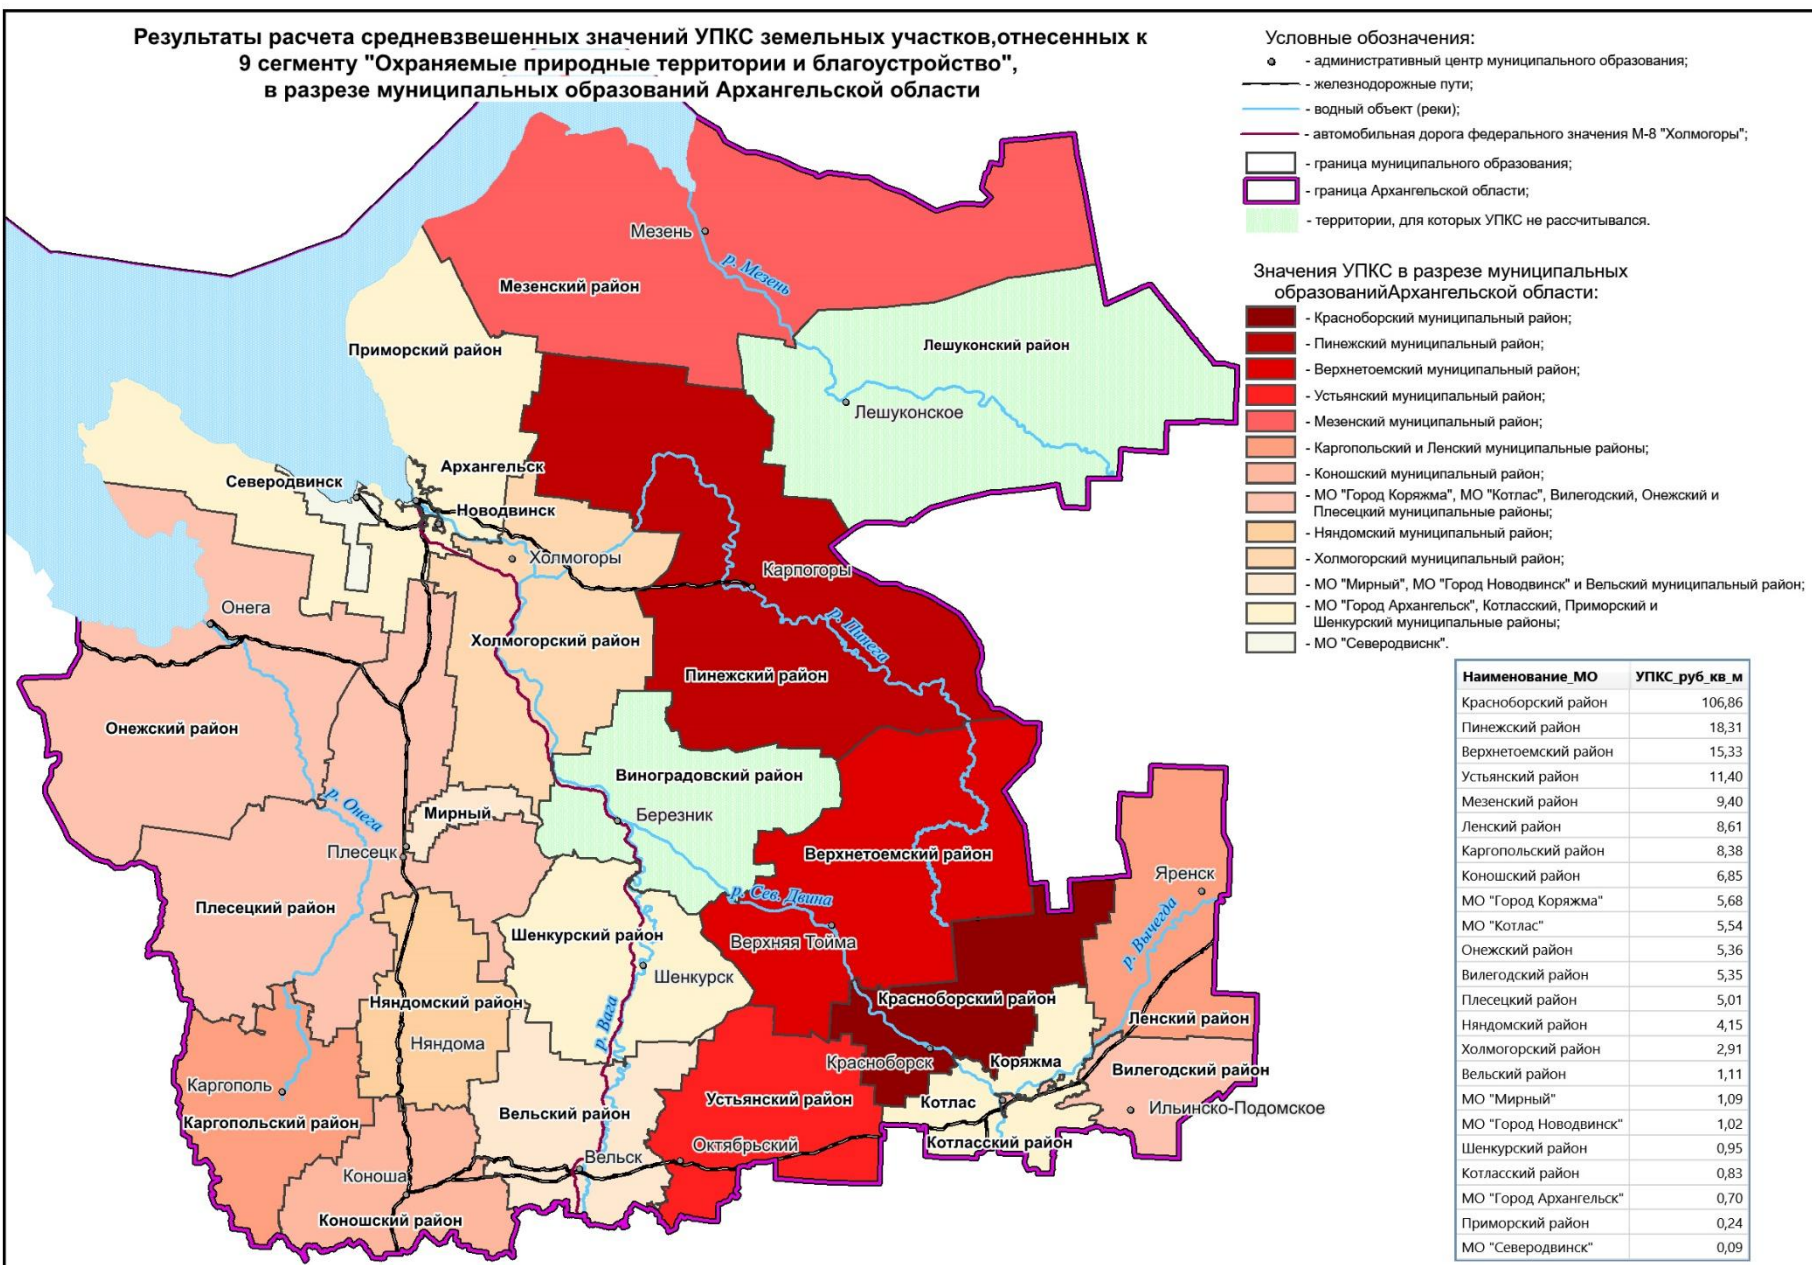 Результаты расчета средневзвешенных значений УПКС земельных участков,отнесенных к
9 сегменту "Охраняемые природные территории и благоустройство",
в разрезе муниципальных образований Архангельской области
Условные обозначения:
- административный центр муниципального образования;
- железнодорожные пути;
- водный объект (реки);
- автомобильная дорога федерального значения М-8 "Холмогоры";
- граница муниципального образования;
- граница Архангельской области;
- территории, для которых УПКС не рассчитывался.
Значения УПКС в разрезе муниципальных
образованийАрхангельской области:
- Красноборский муниципальный район;
- Пинежский муниципальный район;
- Верхнетоемский муниципальный район;
- Устьянский муниципальный район;
- Мезенский муниципальный район;
- Каргопольский и Ленский муниципальные районы;
- Коношский муниципальный район;
- МО "Город Коряжма", МО "Котлас", Вилегодский, Онежский и
Плесецкий муниципальные районы;
- Няндомский муниципальный район;
- Холмогорский муниципальный район;
- МО "Мирный", МО "Город Новодвинск" и Вельский муниципальный район;
- МО "Город Архангельск", Котласский, Приморский и
Шенкурский муниципальные районы;
- МО "Северодвиснк".
Наименование_МО УПКС_руб_кв_м
Красноборский район 106,86
Пинежский район 18,31
Верхнетоемский район 15,33
Устьянский район 11,40
Мезенский район 9,40
Ленский район 8,61
Каргопольский район 8,38
Коношский район 6,85
МО "Город Коряжма" 5,68
МО "Котлас" 5,54
Онежский район 5,36
Вилегодский район 5,35
Плесецкий район 5,01
Няндомский район 4,15
Холмогорский район 2,91
Вельский район 1,11
МО "Мирный" 1,09
МО "Город Новодвинск" 1,02
Шенкурский район 0,95
Котласский район 0,83
МО "Город Архангельск" 0,70
Приморский район 0,24
МО "Северодвинск" 0,09
Мезень
р. Мезень
Мезенский район
Приморский район
Лешуконский район
Лешуконское
Архангельск
Северодвинск
Новодвинск
Холмогоры
Карпогоры
Онега
р. Пинега
Холмогорский район
Пинежский район
Онежский район
Виноградовский район
р. Онега
Мирный
Березник
Плесецк
Верхнетоемский район
Яренск
р. Сев. Двина
Плесецкий район
Шенкурский район
Верхняя Тойма
р. Вычегда
Шенкурск
Няндомский район
Красноборский район
Ленский район
р. Вага
Няндома
Красноборск
Коряжма
Вилегодский район
Каргополь
Устьянский район
Котлас
Ильинско-Подомское
Вельский район
Каргопольский район
Октябрьский
Котласский район
Вельск
Коноша
Коношский район